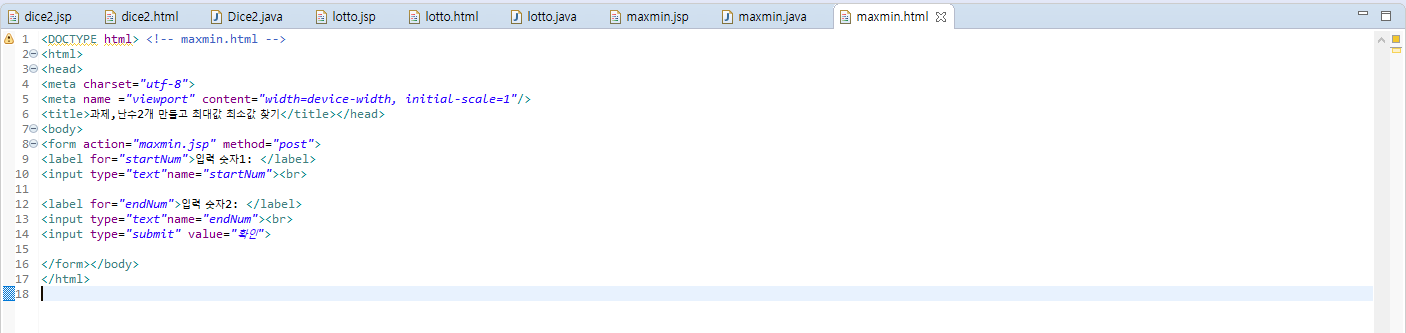 dice2.jsp dice2.html Dice2.java lotto.jsp lotto.html lotto.java maxmin.jsp maxmin.java maxmin.html
1 <DOCTYPE html> <!-- maxmin.html -->
2 <html>
3 <head>
4 <meta charset="utf-8">
5 <meta name ="viewport" content="width=device-width, initial-scale=1"/>
6 <title>과제,난수2개 만들고 최대값 최소값 찾기</title></head>
7 <body>
8 <form action="maxmin.jsp" method="post">
9 <label for="startNum">입력 숫자1: </label>
10 <input type="text"name="startNum"><br>
11
12 <label for="endNum">입력 숫자2: </label>
13 <input type="text"name="endNum"><br>
14 <input type="submit" value="확인">
15
16 </form></body>
17 </html>
18